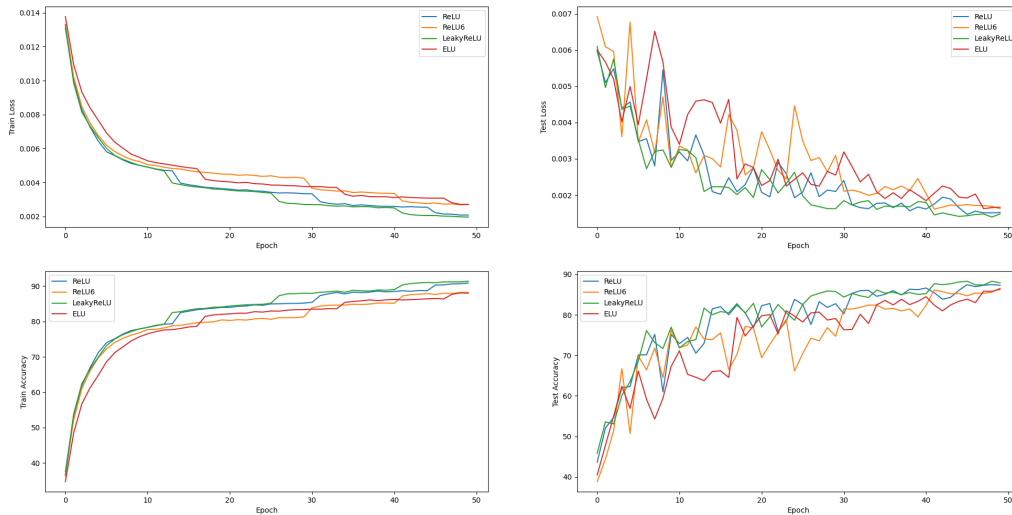 0.014
0.012
0.010
0.008
0.006
0.004
0.002
Train Loss
0
10
20
30
40
50
Epoch
ReLU
ReLU6
LeakyReLU
ELU
0.007
0.006
0.005
0.004
0.003
0.002
Test Loss
0
10
20
30
40
50
Epoch
ReLU
ReLU6
LeakyReLU
ELU
90
80
70
60
50
40
Train Accuracy
0
10
20
30
40
50
Epoch
ReLU
ReLU6
LeakyReLU
ELU
90
80
70
60
50
40
Test Accuracy
0
10
20
30
40
50
Epoch
ReLU
ReLU6
LeakyReLU
ELU